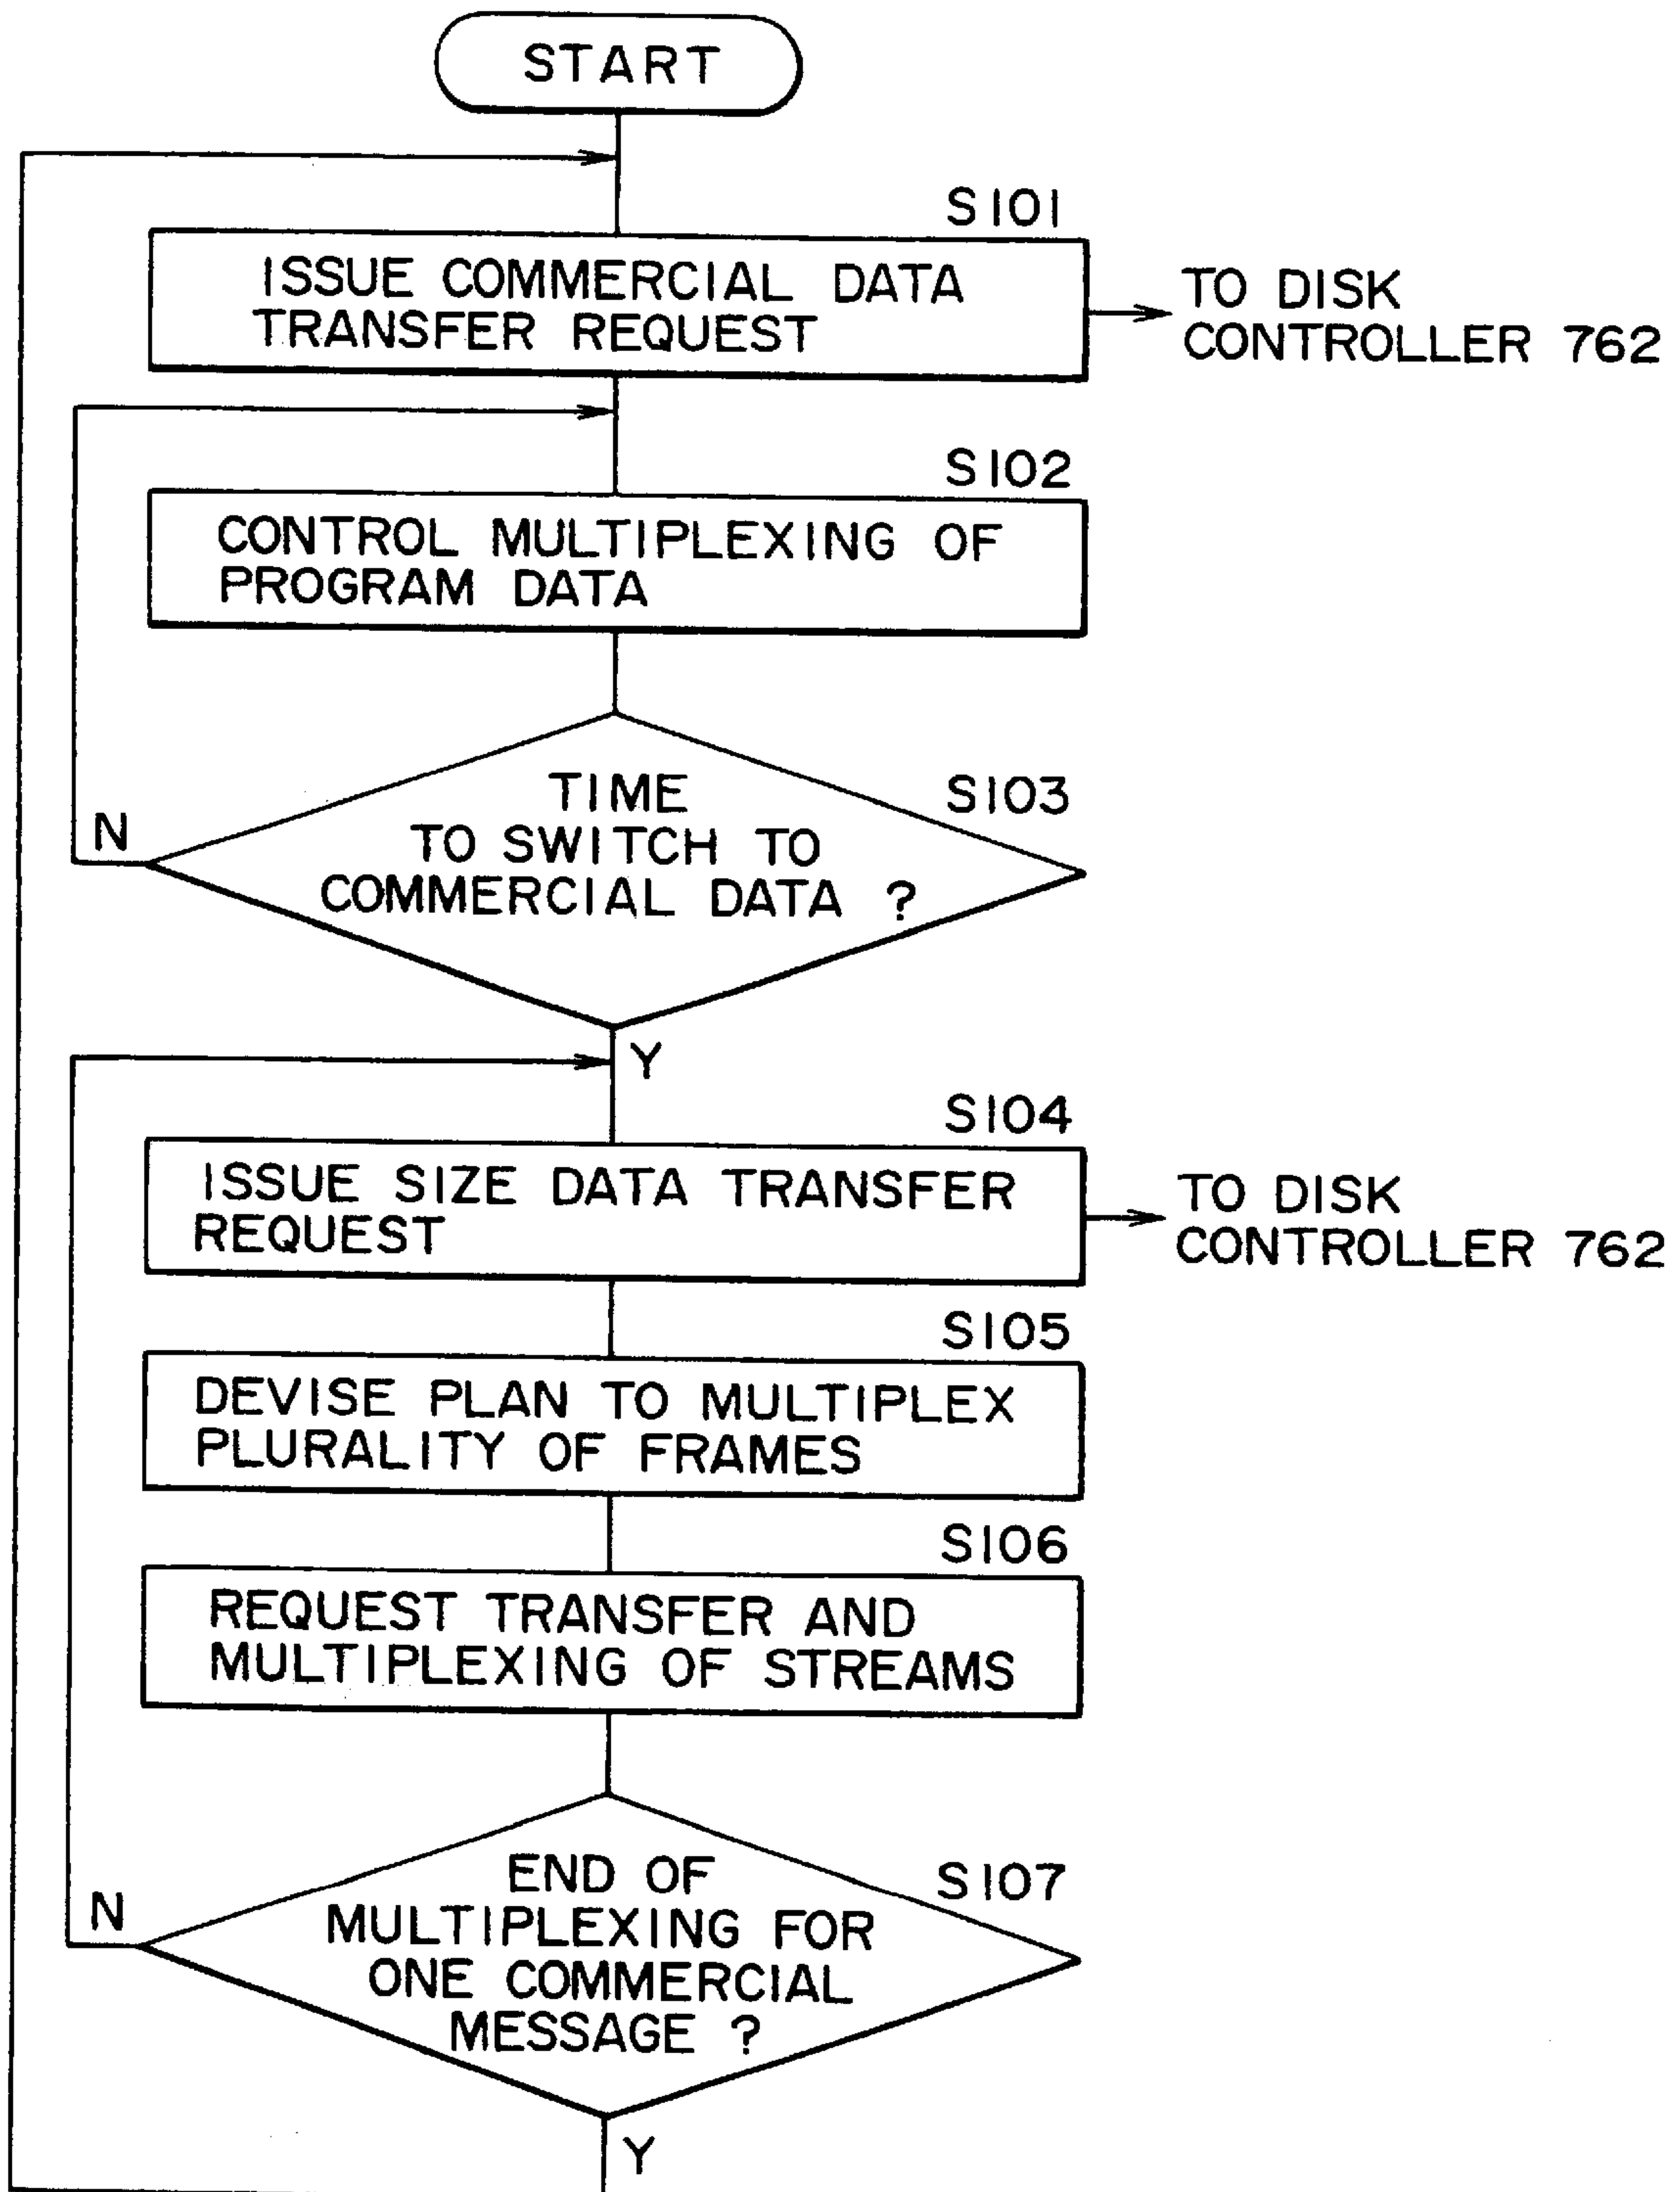 START
S101
ISSUE COMMERCIAL DATA
TRANSFER REQUEST
TO DISK
CONTROLLER 762
S102
CONTROL MULTIPLEXING OF
PROGRAM DATA
TIME
TO SWITCH TO
COMMERCIAL DATA ?
S103
N
Y
S104
ISSUE SIZE DATA TRANSFER
REQUEST
TO DISK
CONTROLLER 762
S105
DEVISE PLAN TO MULTIPLEX
PLURALITY OF FRAMES
S106
REQUEST TRANSFER AND
MULTIPLEXING OF STREAMS
END OF
MULTIPLEXING FOR
ONE COMMERCIAL
MESSAGE ?
S107
N
Y